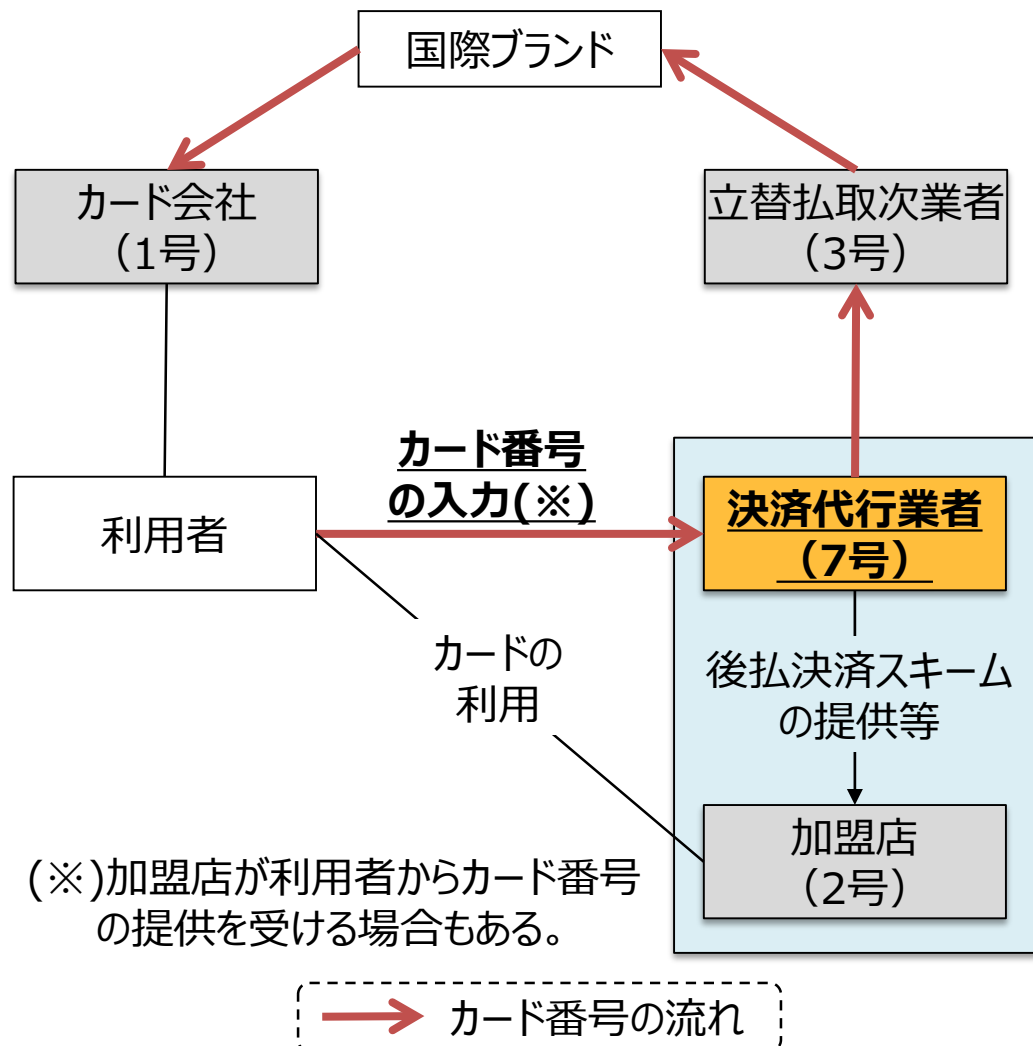 国際ブランド
カード会社
（1号）
立替払取次業者
（3号）
カード番号
の入力(※)
利用者
決済代行業者
（7号）
カードの
利用
後払決済スキーム
の提供等
加盟店
（2号）
(※)加盟店が利用者からカード番号
の提供を受ける場合もある。
カード番号の流れ